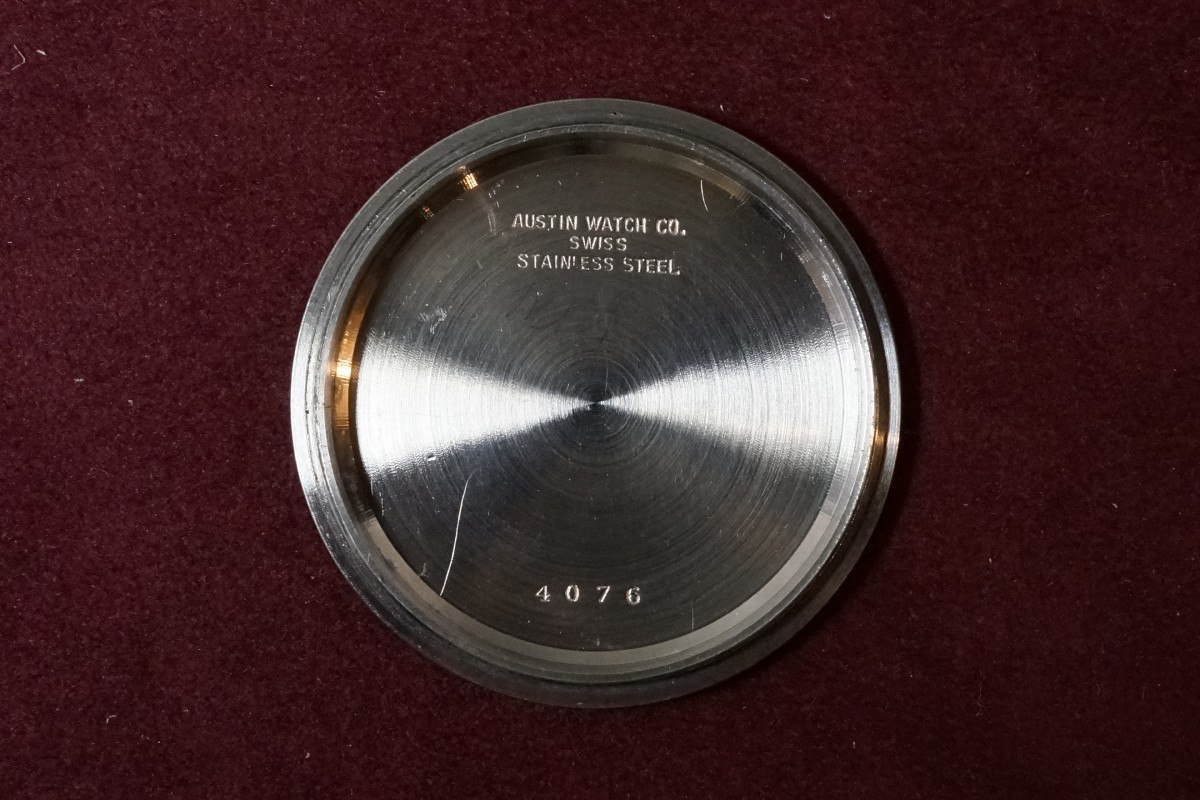 AUSTIN WATCH CO.
SWISS
STAINLESS STEEL
4076